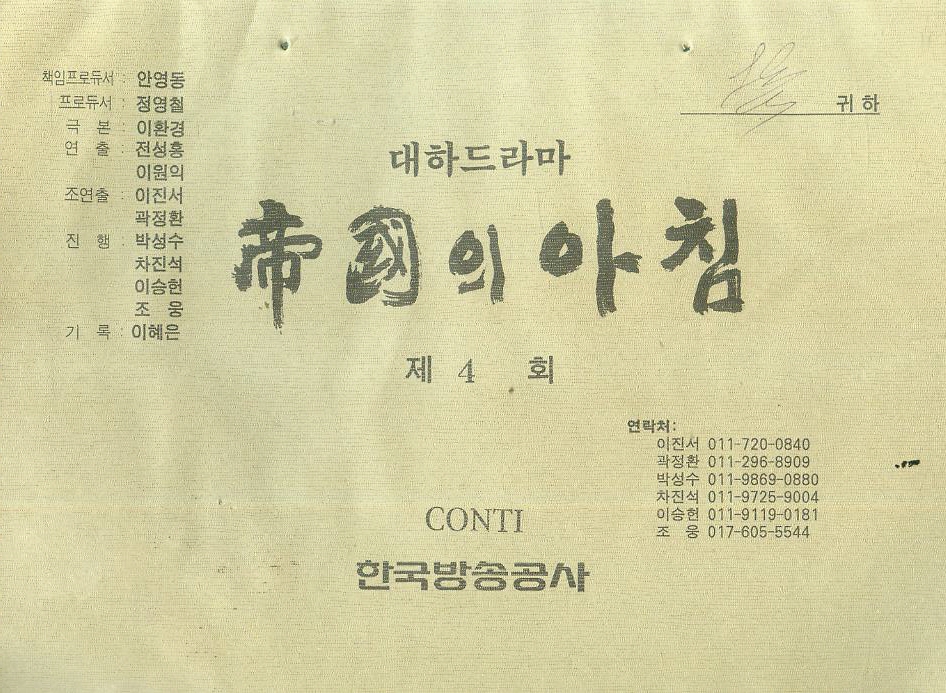 책임프로듀서 : 안영동
프로듀서 : 정영철
극 본 : 이환경
연 출 : 전성홍
이원익
조연출 : 이진서
곽정환
진 행 : 박성수
차진석
이승헌
조 웅
기 록 : 이혜은
귀 하
대하드라마
帝國의 아침
제 4 회
연락처:
이진서 011-720-0840
곽정환 011-296-8909
박성수 011-9869-0880
차진석 011-9725-9004
이승헌 011-9119-0181
조 웅 017-605-5544
CONTI
한국방송공사